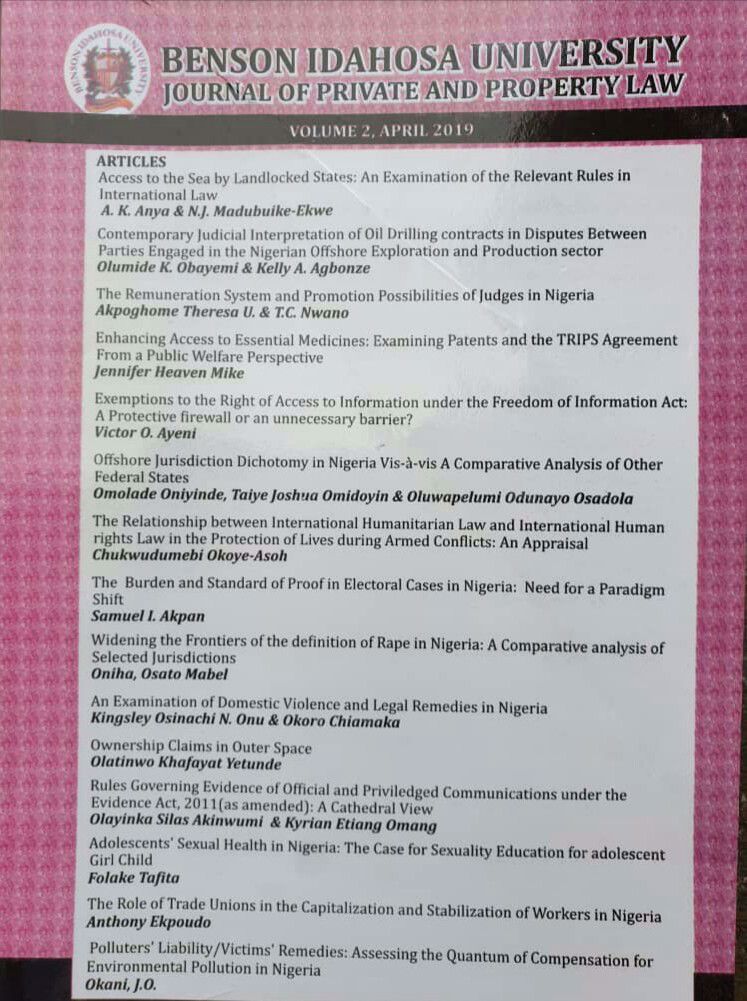 BENSON IDAHOSA UNIVERSITY
BENSON IDAHOSA UNIVERSITY
JOURNAL OF PRIVATE AND PROPERTY LAW
VOLUME 2, APRIL 2019
ARTICLES
Access to the Sea by Landlocked States: An Examination of the Relevant Rules in
International Law
A. K. Anya & N.J. Madubuike-Ekwe
Contemporary Judicial Interpretation of Oil Drilling contracts in Disputes Between
Parties Engaged in the Nigerian Offshore Exploration and Production sector
Olumide K. Obayemi & Kelly A. Agbonze
The Remuneration System and Promotion Possibilities of Judges in Nigeria
Akpoghome Theresa U. & T.C. Nwano
Enhancing Access to Essential Medicines: Examining Patents and the TRIPS Agreement
From a Public Welfare Perspective
Jennifer Heaven Mike
Exemptions to the Right of Access to Information under the Freedom of Information Act:
A Protective firewall or an unnecessary barrier?
Victor O. Ayeni
Offshore Jurisdiction Dichotomy in Nigeria Vis-à-vis A Comparative Analysis of Other
Federal States
Omolade Oniyinde, Taiye Joshua Omidoyin & Oluwapelumi Odunayo Osadola
The Relationship between International Humanitarian Law and International Human
rights Law in the Protection of Lives during Armed Conflicts: An Appraisal
Chukwudumebi Okoye-Asoh
The Burden and Standard of Proof in Electoral Cases in Nigeria: Need for a Paradigm
Shift
Samuel I. Akpan
Widening the Frontiers of the definition of Rape in Nigeria: A Comparative analysis of
Selected Jurisdictions
Oniha, Osato Mabel
An Examination of Domestic Violence and Legal Remedies in Nigeria
Kingsley Osinachi N. Onu & Okoro Chiamaka
Ownership Claims in Outer Space
Olatinwo Khafayat Yetunde
Rules Governing Evidence of Official and Priviledged Communications under the
Evidence Act, 2011(as amended): A Cathedral View
Olayinka Silas Akinwumi & Kyrian Etiang Omang
Adolescents' Sexual Health in Nigeria: The Case for Sexuality Education for adolescent
Girl Child
Folake Tafita
The Role of Trade Unions in the Capitalization and Stabilization of Workers in Nigeria
Anthony Ekpoudo
Polluters' Liability/Victims' Remedies: Assessing the Quantum of Compensation for
Environmental Pollution in Nigeria
Okani, J.O.